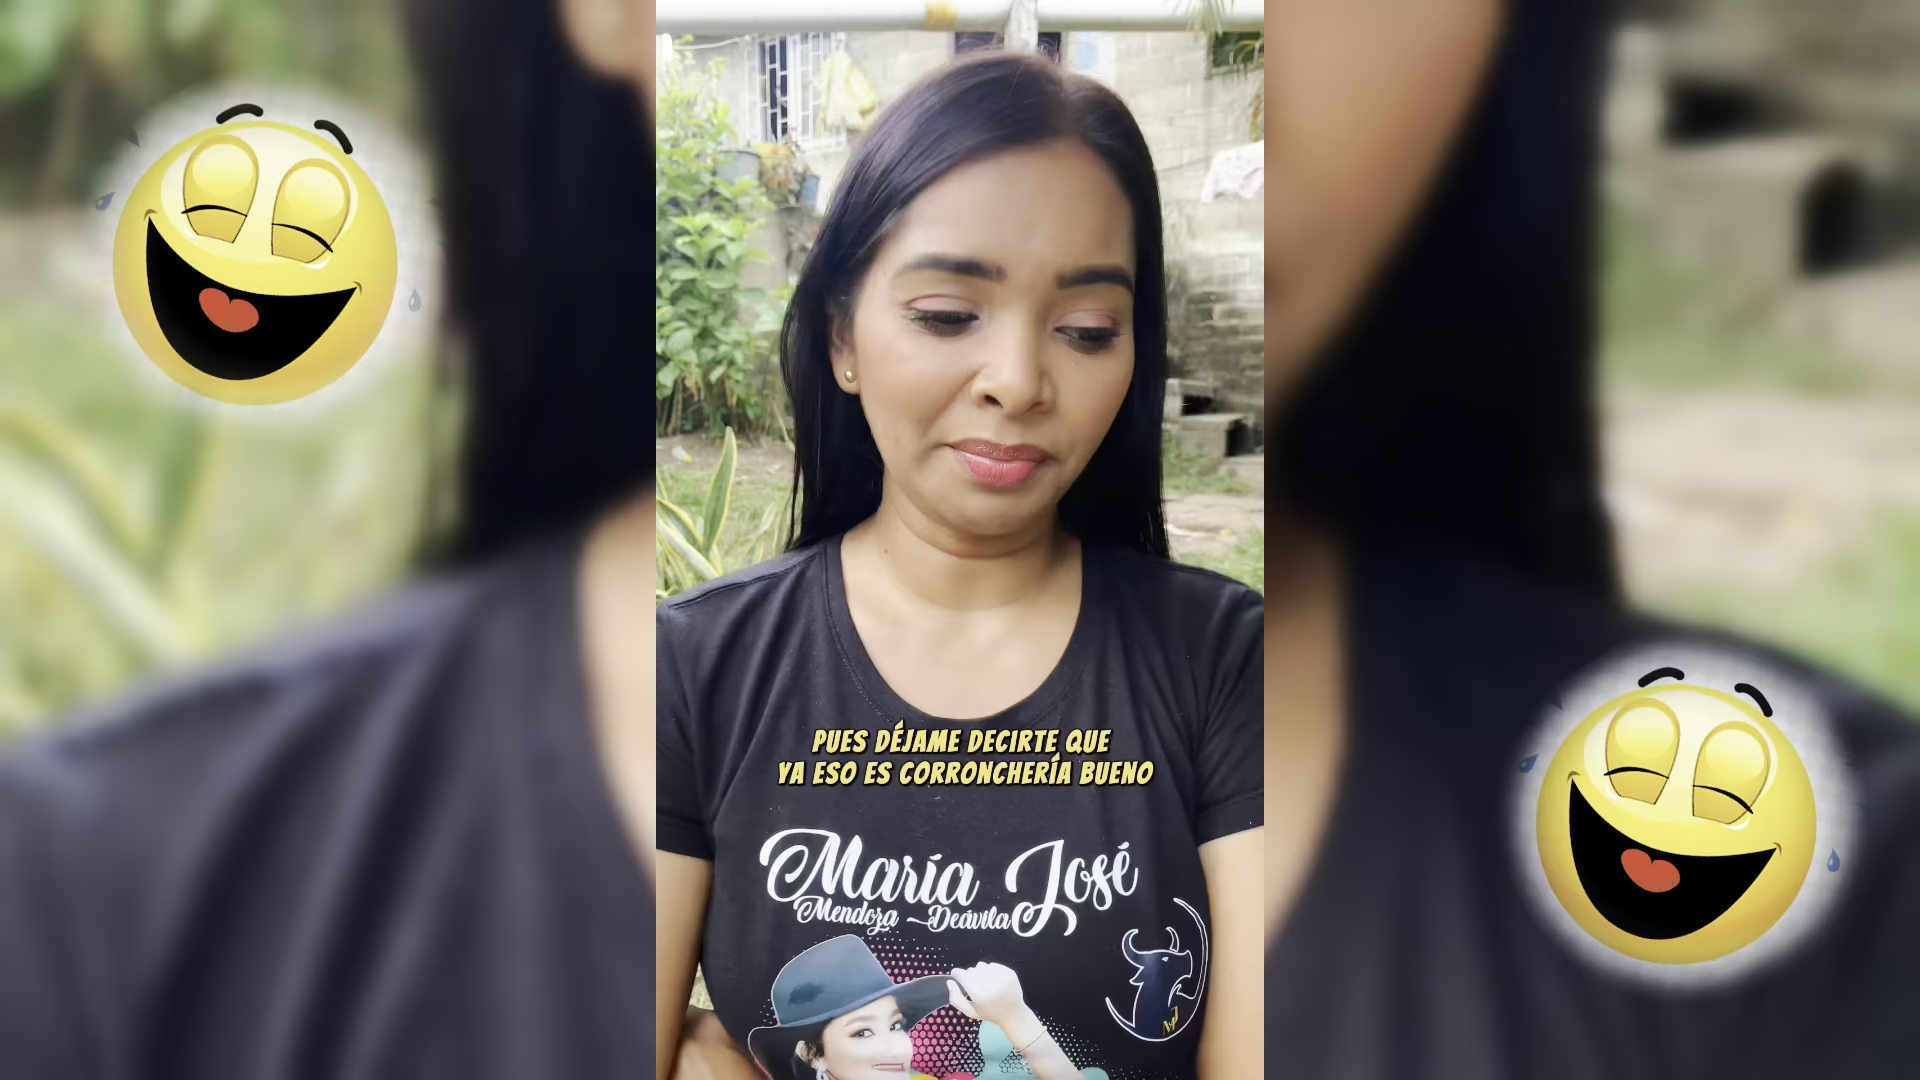 PUES DÉJAME DECIRTE QUE
YA ESO ES CORRONCHERÍA BUENO
María José
Mendoza - Deávila